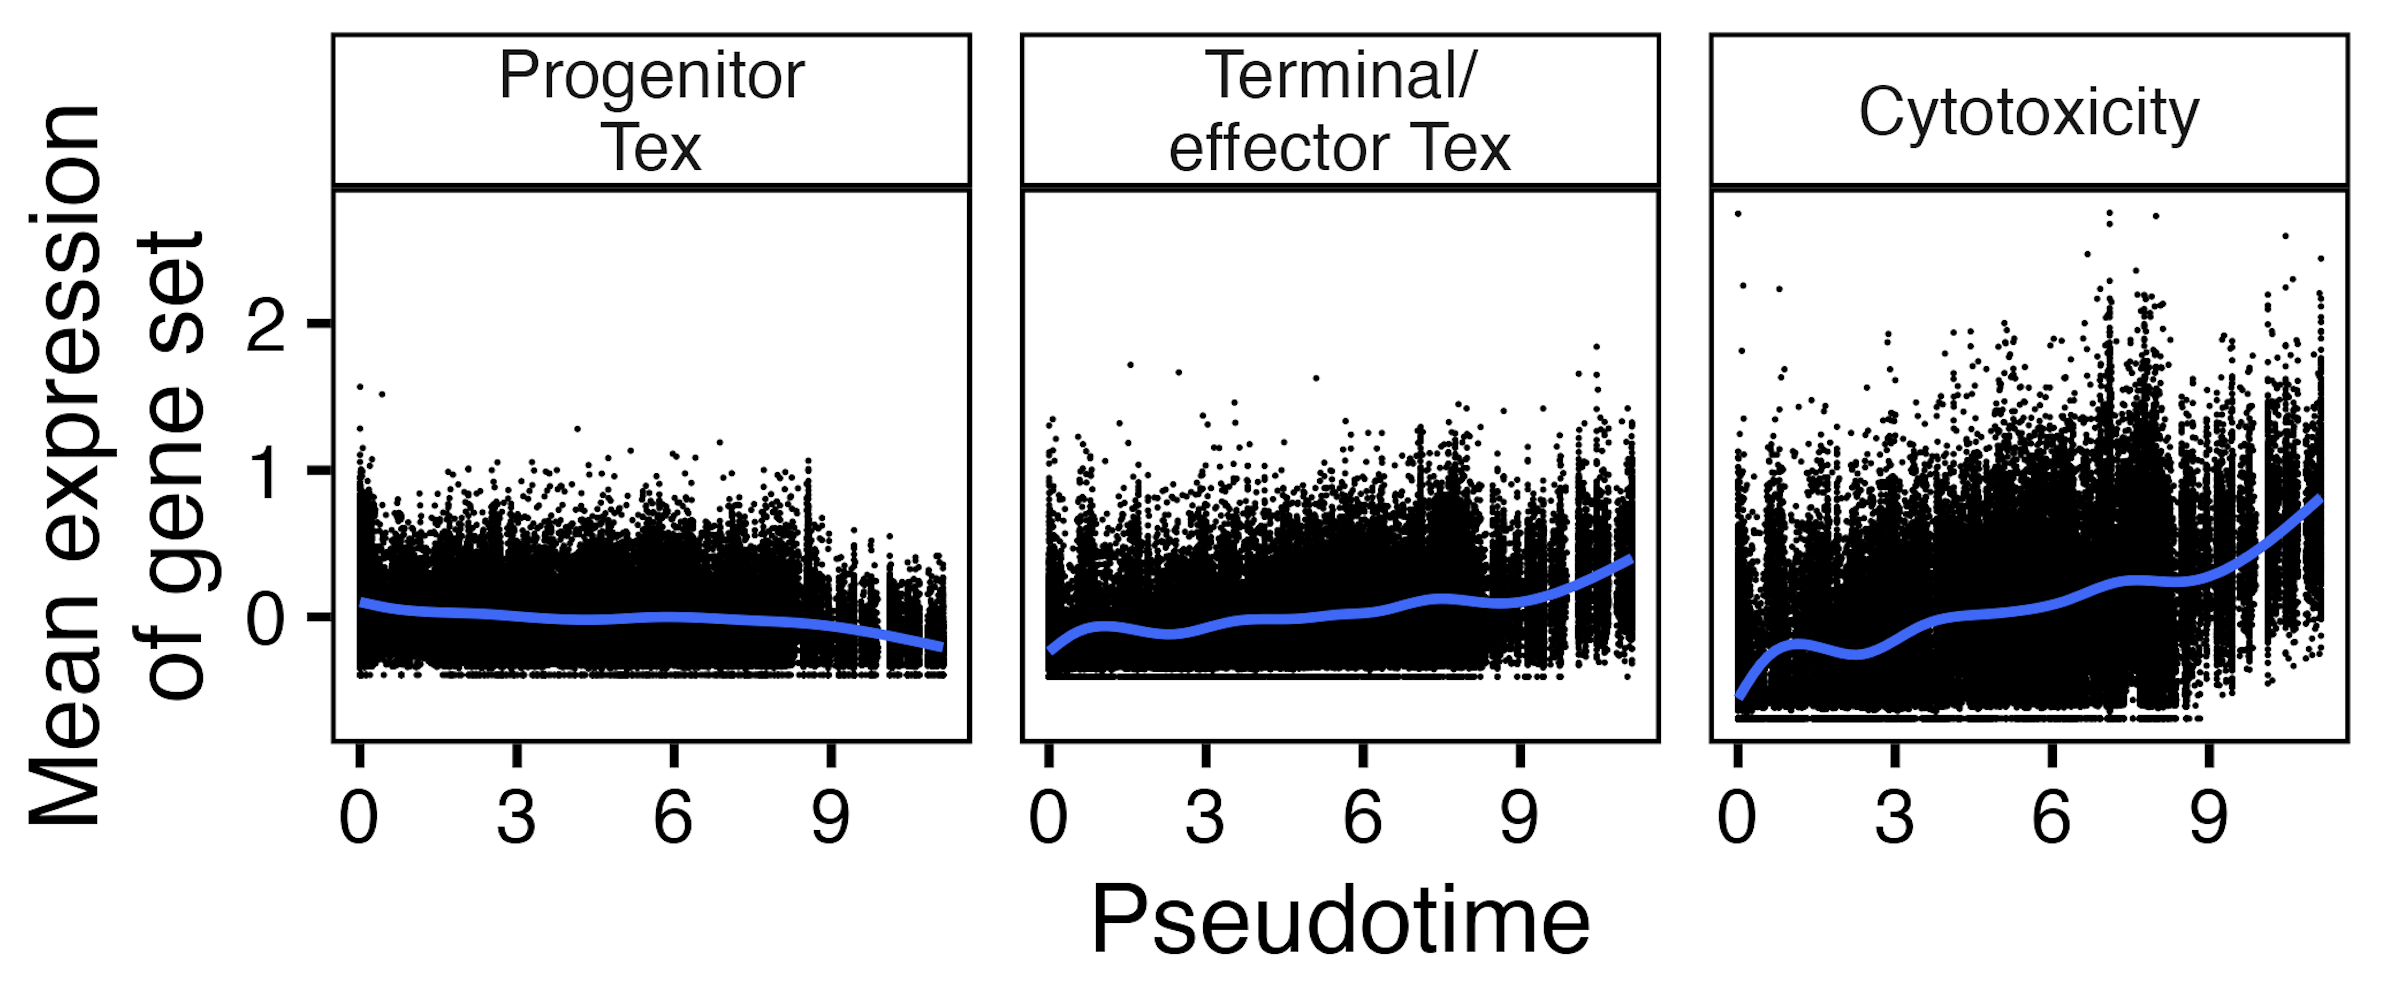 Progenitor
Tex
Terminal/
effector Tex
Cytotoxicity
Mean expression
of gene set
2
1
0
0 3 6 9
0 3 6 9
0 3 6 9
Pseudotime